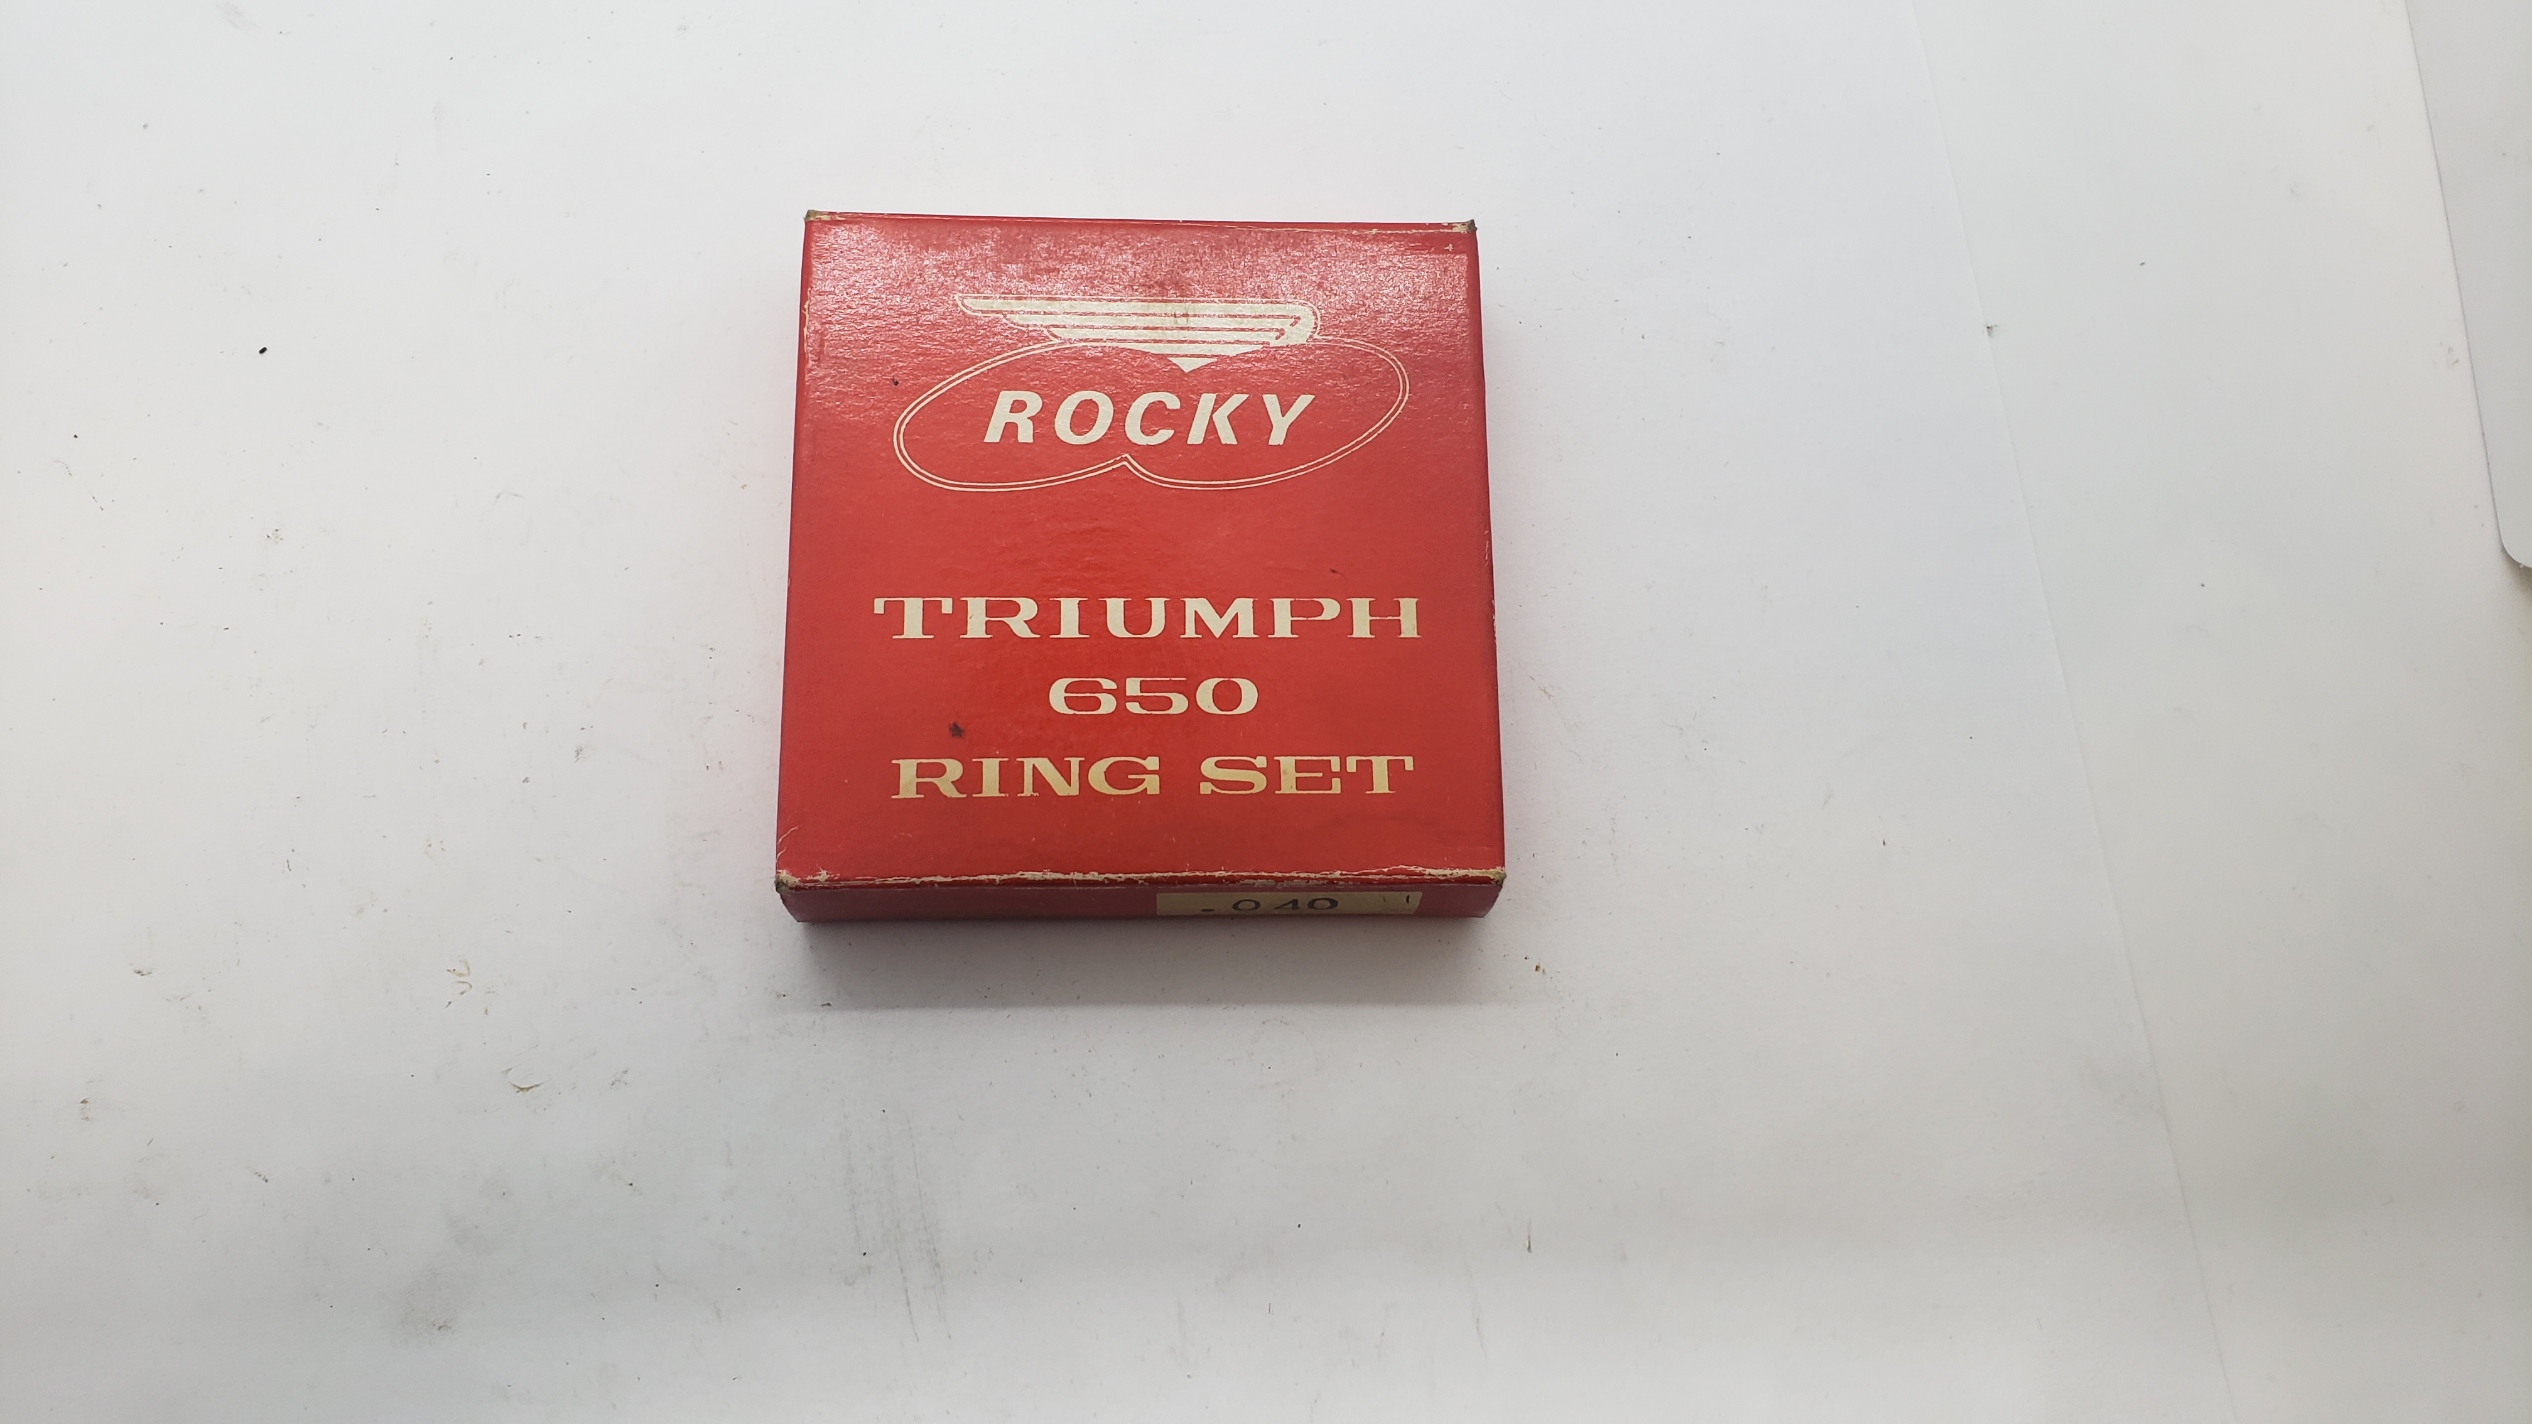 ROCKY
TRIUMPH
650
RING SET
.040